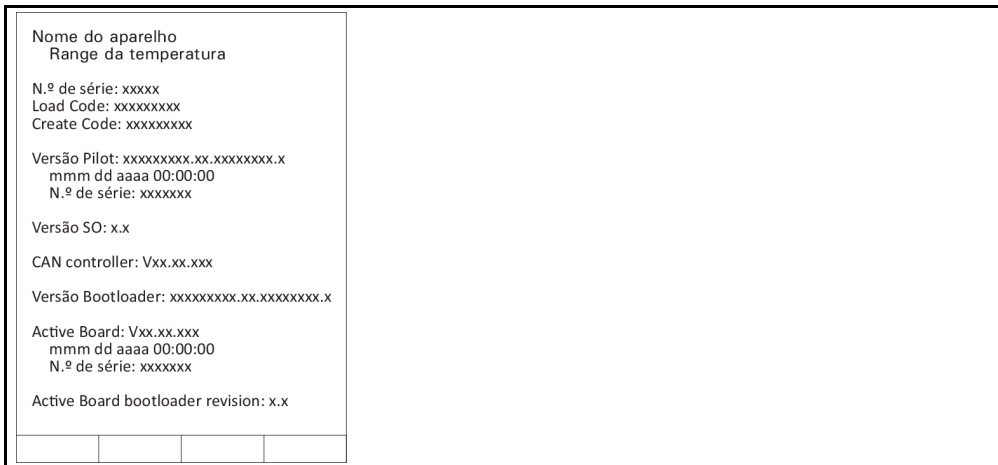 Nome do aparelho
Range da temperatura
N.º de série: xxxxx
Load Code: xxxxxxxxx
Create Code: xxxxxxxxx
Versão Pilot: xxxxxxxxx.xx.xxxxxxxx.x
mmm dd aaaa 00:00:00
N.º de série: xxxxxxx
Versão SO: x.x
CAN controller: Vxx.xx.xxx
Versão Bootloader: xxxxxxxxx.xx.xxxxxxxx.x
Active Board: Vxx.xx.xxx
mmm dd aaaa 00:00:00
N.º de série: xxxxxxx
Active Board bootloader revision: x.x